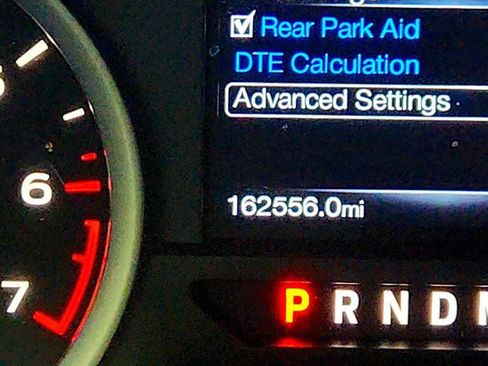 Rear Park Aid
DTE Calculation
Advanced Settings
6
162556.0mi
7
P R N D